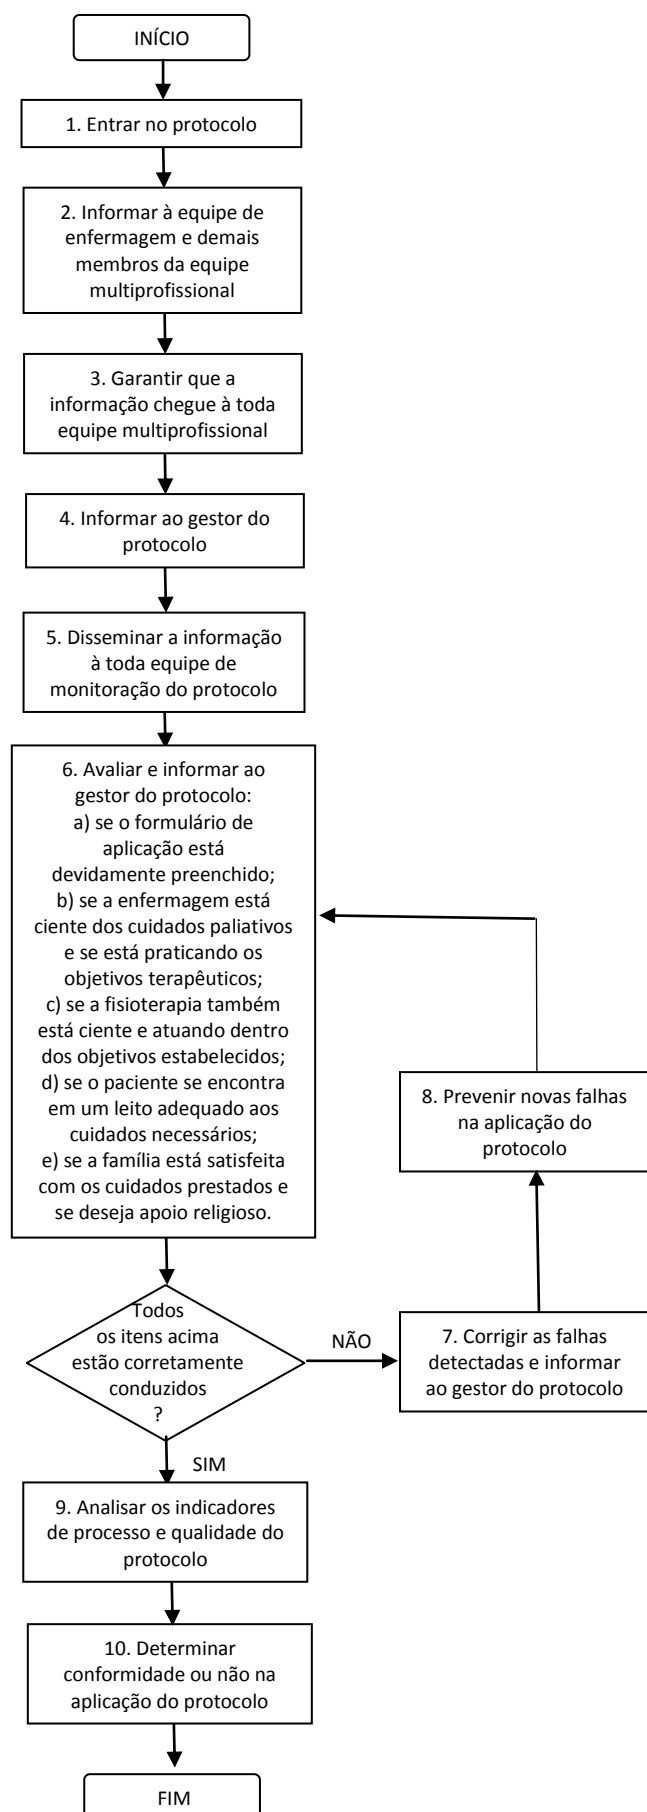 INÍCIO
1. Entrar no protocolo
2. Informar à equipe de
enfermagem e demais
membros da equipe
multiprofissional
3. Garantir que a
informação chegue à toda
equipe multiprofissional
4. Informar ao gestor do
protocolo
5. Disseminar a informação
à toda equipe de
monitoração do protocolo
6. Avaliar e informar ao
gestor do protocolo:
a) se o formulário de
aplicação está
devidamente preenchido;
b) se a enfermagem está
ciente dos cuidados paliativos
e se está praticando os
objetivos terapêuticos;
c) se a fisioterapia também
está ciente e atuando dentro
dos objetivos estabelecidos;
d) se o paciente se encontra
em um leito adequado aos
cuidados necessários;
e) se a família está satisfeita
com os cuidados prestados e
se deseja apoio religioso.
Todos
os itens acima
estão corretamente
conduzidos
?
NÃO
7. Corrigir as falhas
detectadas e informar
ao gestor do protocolo
8. Prevenir novas falhas
na aplicação do
protocolo
SIM
9. Analisar os indicadores
de processo e qualidade do
protocolo
10. Determinar
conformidade ou não na
aplicação do protocolo
FIM